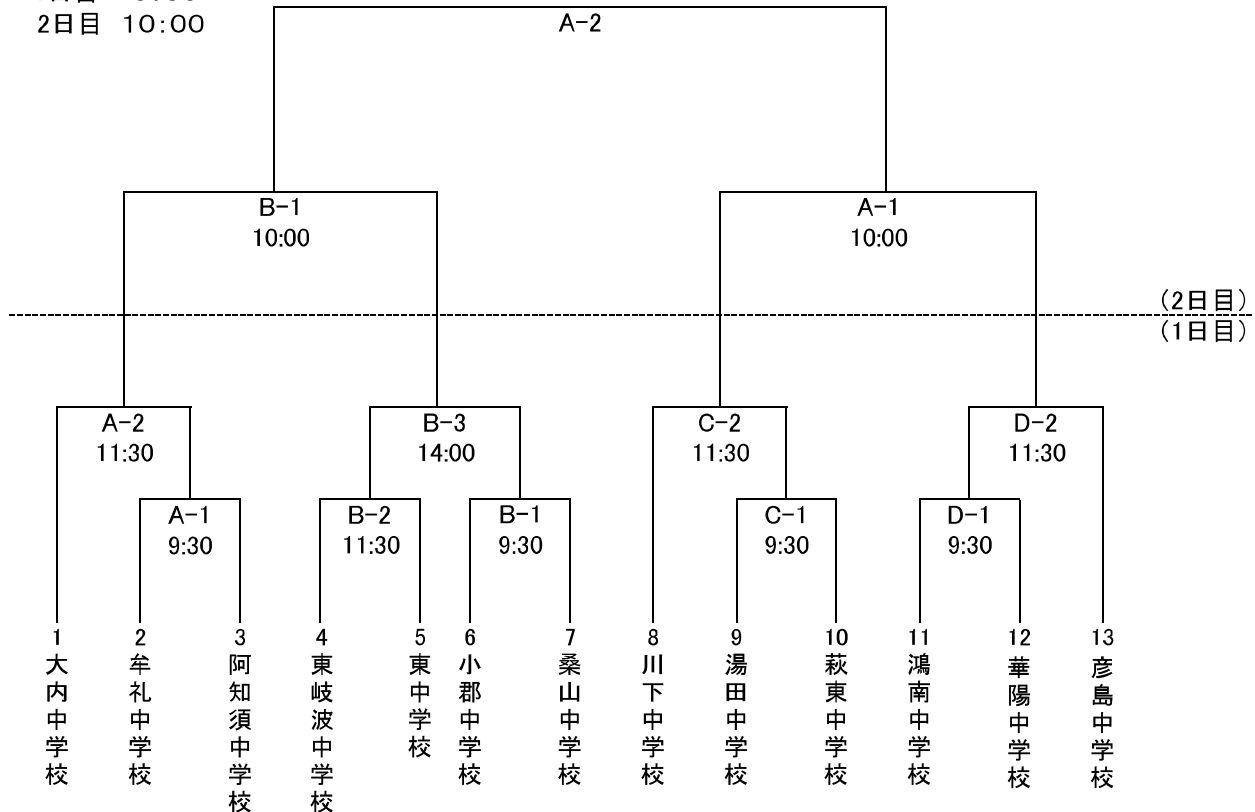 2日目 10:00
A-2
B-1
10:00
A-1
10:00
(2日目)
(1日目)
A-2
11:30
B-3
14:00
C-2
11:30
D-2
11:30
A-1
9:30
B-2
11:30
B-1
9:30
C-1
9:30
D-1
9:30
1
大内中学校
2
牟礼中学校
3
阿知須中学校
4
東岐波中学校
5
東中学校
6
小郡中学校
7
桑山中学校
8
川下中学校
9
湯田中学校
10
萩東中学校
11
鴻南中学校
12
華陽中学校
13
彦島中学校